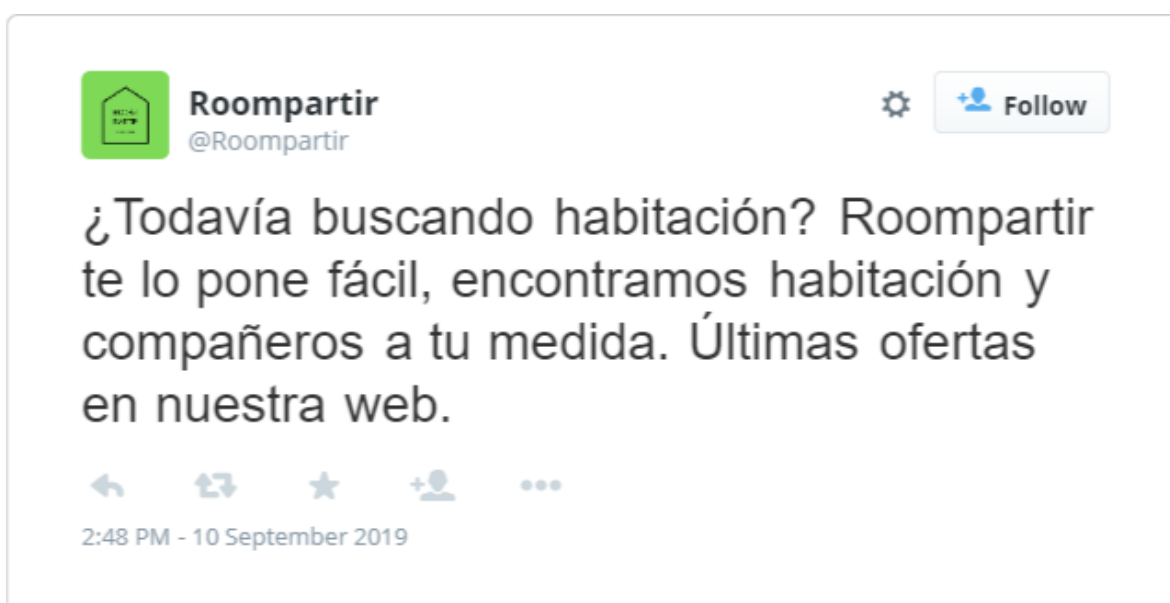 Roompartir
@Roompartir
Follow
¿Todavía buscando habitación? Roompartir
te lo pone fácil, encontramos habitación y
compañeros a tu medida. Últimas ofertas
en nuestra web.
2:48 PM - 10 September 2019